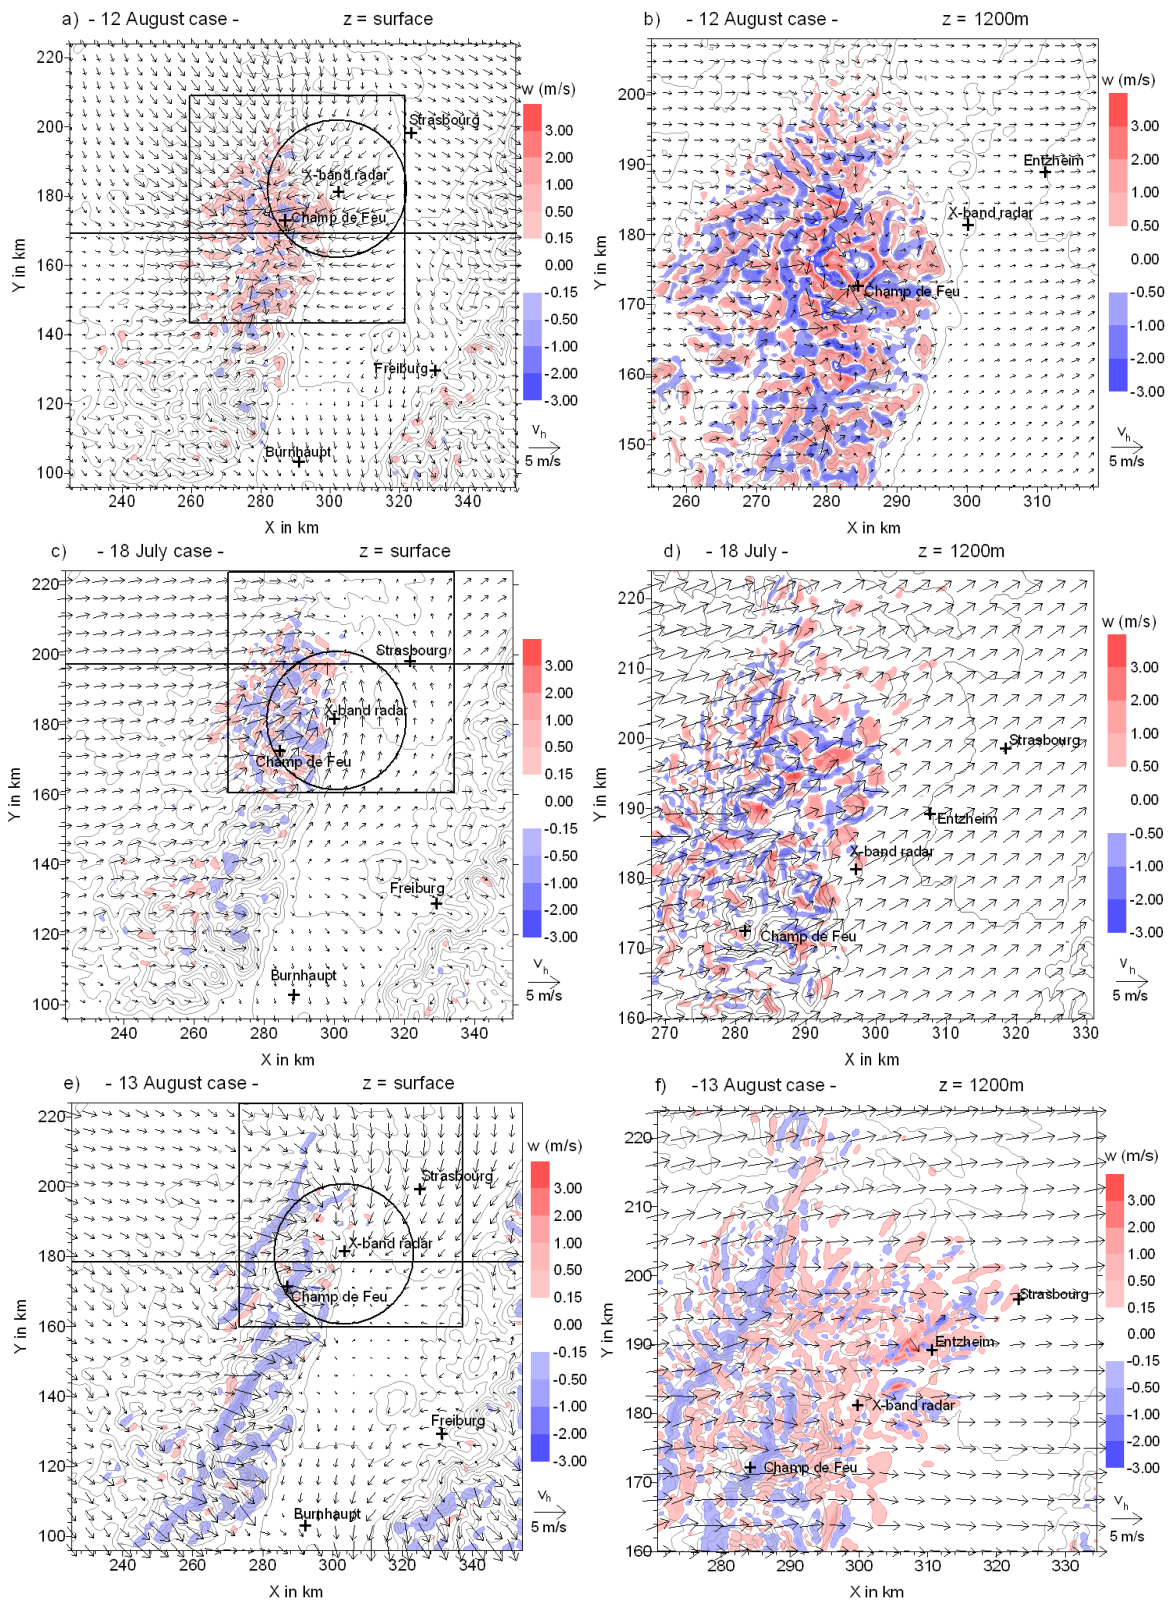 a) - 12 August case - z = surface
w (m/s)
3.00
2.00
1.00
0.50
0.15
0.00
-0.15
-0.50
-1.00
-2.00
-3.00
V h
5 m/s
Strasbourg
X-band radar
Champ de Feu
Freiburg
Burnhaupt
220
200
180
160
140
120
100
Y in km
240 260 280 300 320 340
X in km
b) - 12 August case - z = 1200m
w (m/s)
3.00
2.00
1.00
0.50
0.00
-0.50
-1.00
-2.00
-3.00
V h
5 m/s
Entzheim
X-band radar
Champ de Feu
200
190
180
170
160
150
Y in km
260 270 280 290 300 310
X in km
c) - 18 July case - z = surface
w (m/s)
3.00
2.00
1.00
0.50
0.15
0.00
-0.15
-0.50
-1.00
-2.00
-3.00
V h
5 m/s
Strasbourg
X-band radar
Champ de Feu
Freiburg
Burnhaupt
220
200
180
160
140
120
100
Y in km
240 260 280 300 320 340
X in km
d) - 18 July - z = 1200m
w (m/s)
3.00
2.00
1.00
0.50
0.00
-0.50
-1.00
-2.00
-3.00
V h
5 m/s
Strasbourg
Entzheim
X-band radar
Champ de Feu
220
210
200
190
180
170
160
Y in km
270 280 290 300 310 320 330
X in km
e) - 13 August case - z = surface
w (m/s)
3.00
2.00
1.00
0.50
0.15
0.00
-0.15
-0.50
-1.00
-2.00
-3.00
V h
5 m/s
Strasbourg
X-band radar
Champ de Feu
Freiburg
Burnhaupt
220
200
180
160
140
120
100
Y in km
240 260 280 300 320 340
X in km
f) -13 August case - z = 1200m
w (m/s)
3.00
2.00
1.00
0.50
0.15
0.00
-0.15
-0.50
-1.00
-2.00
-3.00
V h
5 m/s
Strasbourg
Entzheim
X-band radar
Champ de Feu
220
210
200
190
180
170
160
Y in km
280 290 300 310 320 330
X in km